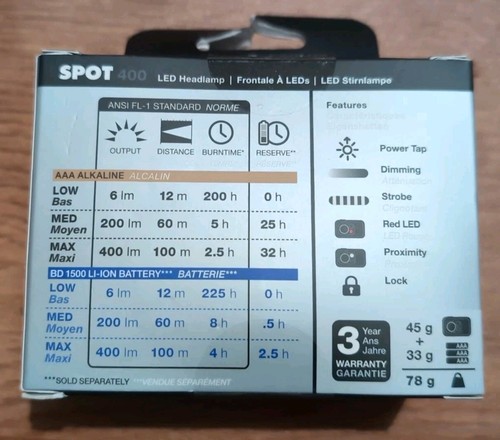 SPOT 400 LED Headlamp | Frontale À LEDs | LED Stirnlampe
ANSI FL-1 STANDARD NORME
OUTPUT DISTANCE BURNTIME* RESERVE**
AAA ALKALINE ALCALIN
LOW 6 lm 12 m 200 h 0 h
Bas
MED 200 lm 60 m 5 h 25 h
Moyen
MAX 400 lm 100 m 2.5 h 32 h
Maxi
BD 1500 LI-ION BATTERY*** BATTERIE***
LOW 6 lm 12 m 225 h 0 h
Bas
MED 200 lm 60 m 8 h .5 h
Moyen
MAX 400 lm 100 m 4 h 2.5 h
Maxi
***SOLD SEPARATELY ***VENDUE SÉPARÉMENT
Features
Power Tap
Dimming
Strobe
Red LED
Proximity
Lock
3 Year
Ans
Jahre
WARRANTY
GARANTIE
45 g
+
33 g AAA AAA AAA
78 g